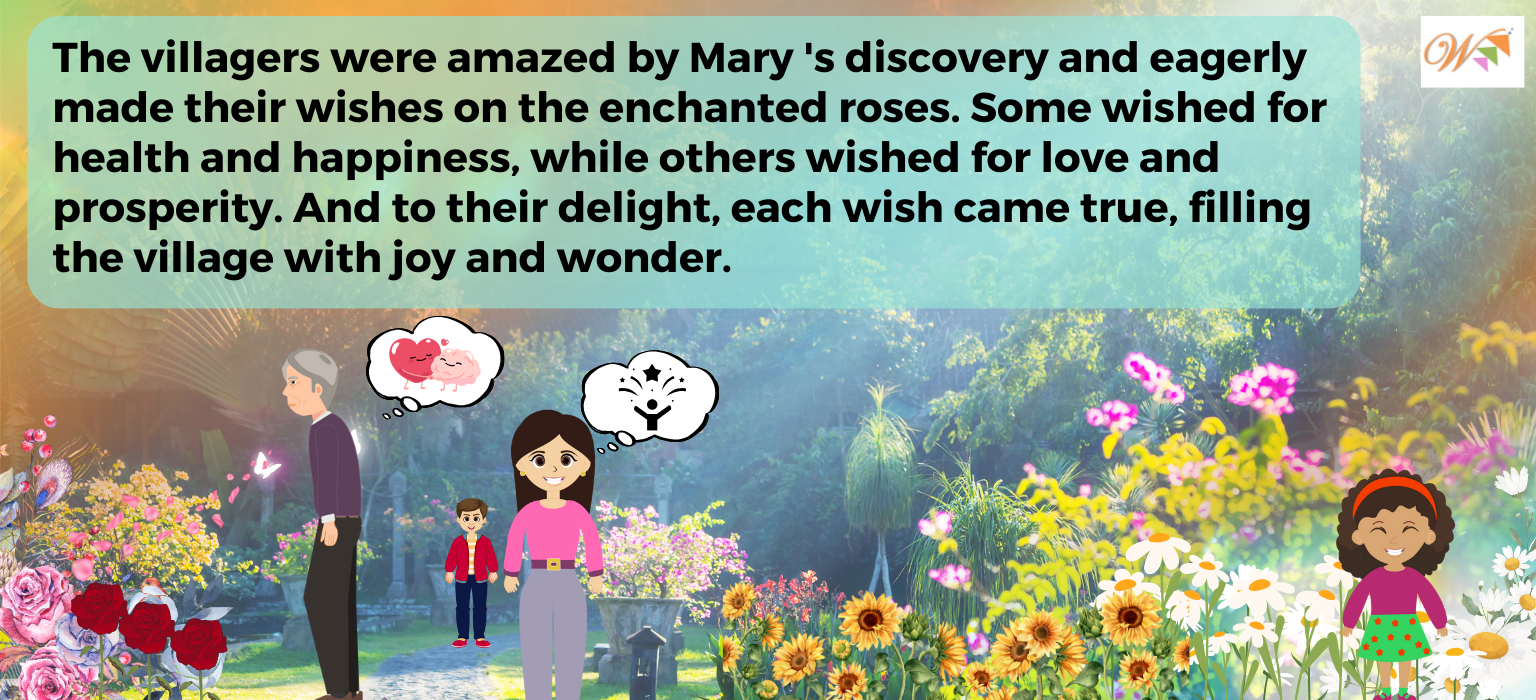 The villagers were amazed by Mary 's discovery and eagerly
made their wishes on the enchanted roses. Some wished for
health and happiness, while others wished for love and
prosperity. And to their delight, each wish came true, filling
the village with joy and wonder.
W